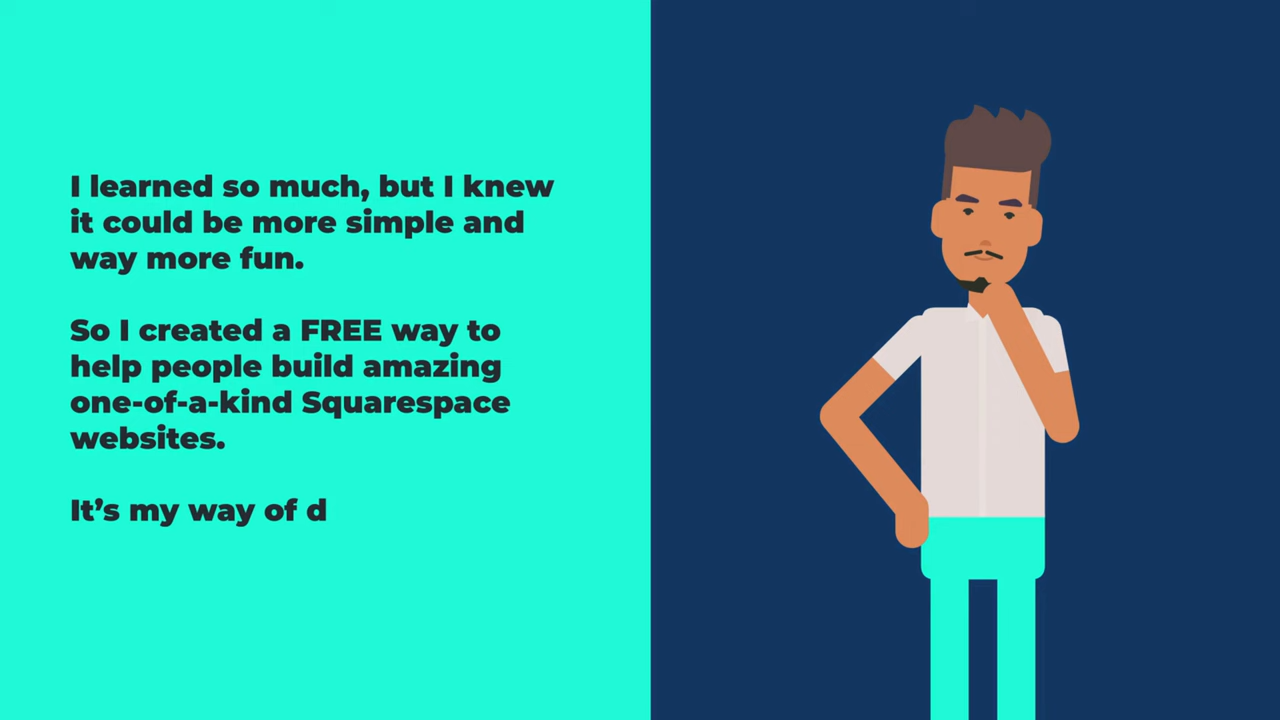 I learned so much, but I knew
it could be more simple and
way more fun.
So I created a FREE way to
help people build amazing
one-of-a-kind Squarespace
websites.
It’s my way of d